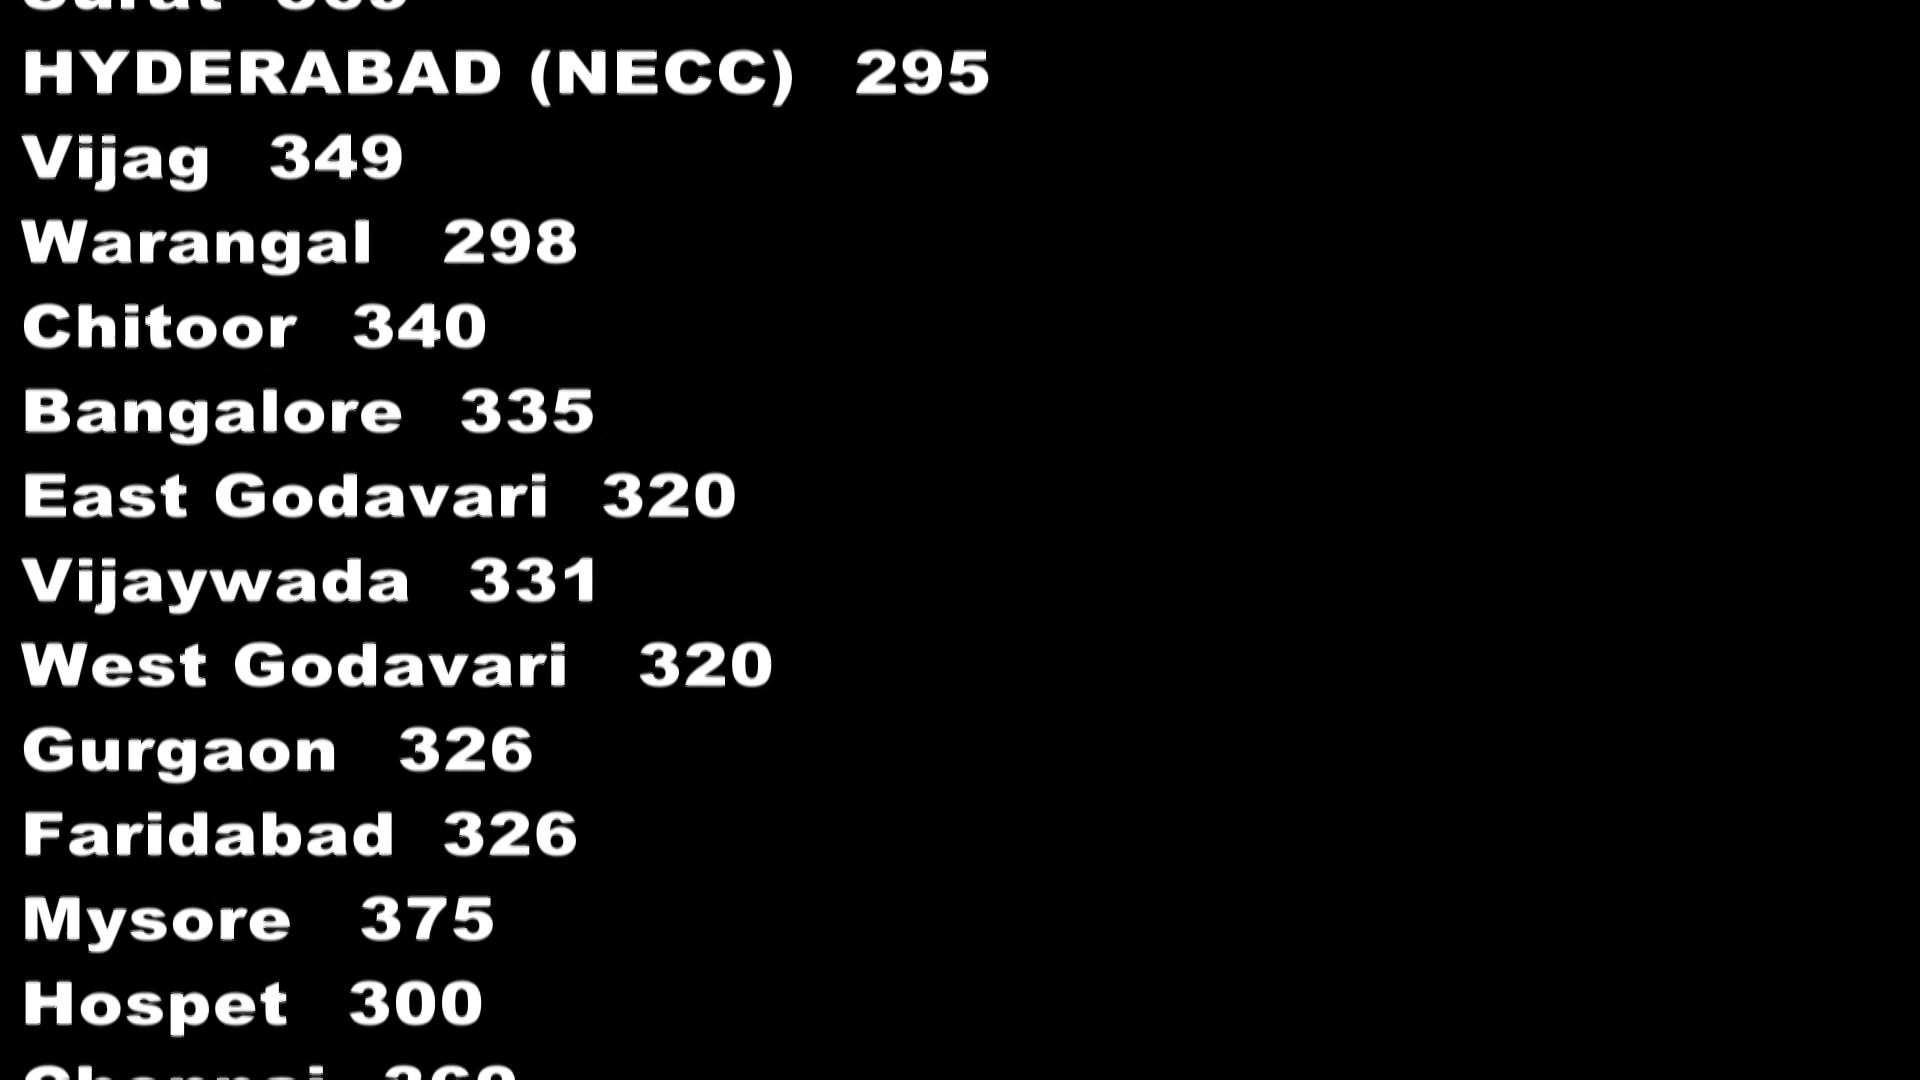 HYDERABAD (NECC) 295
Vijag 349
Warangal 298
Chitoor 340
Bangalore 335
East Godavari 320
Vijaywada 331
West Godavari 320
Gurgaon 326
Faridabad 326
Mysore 375
Hospet 300